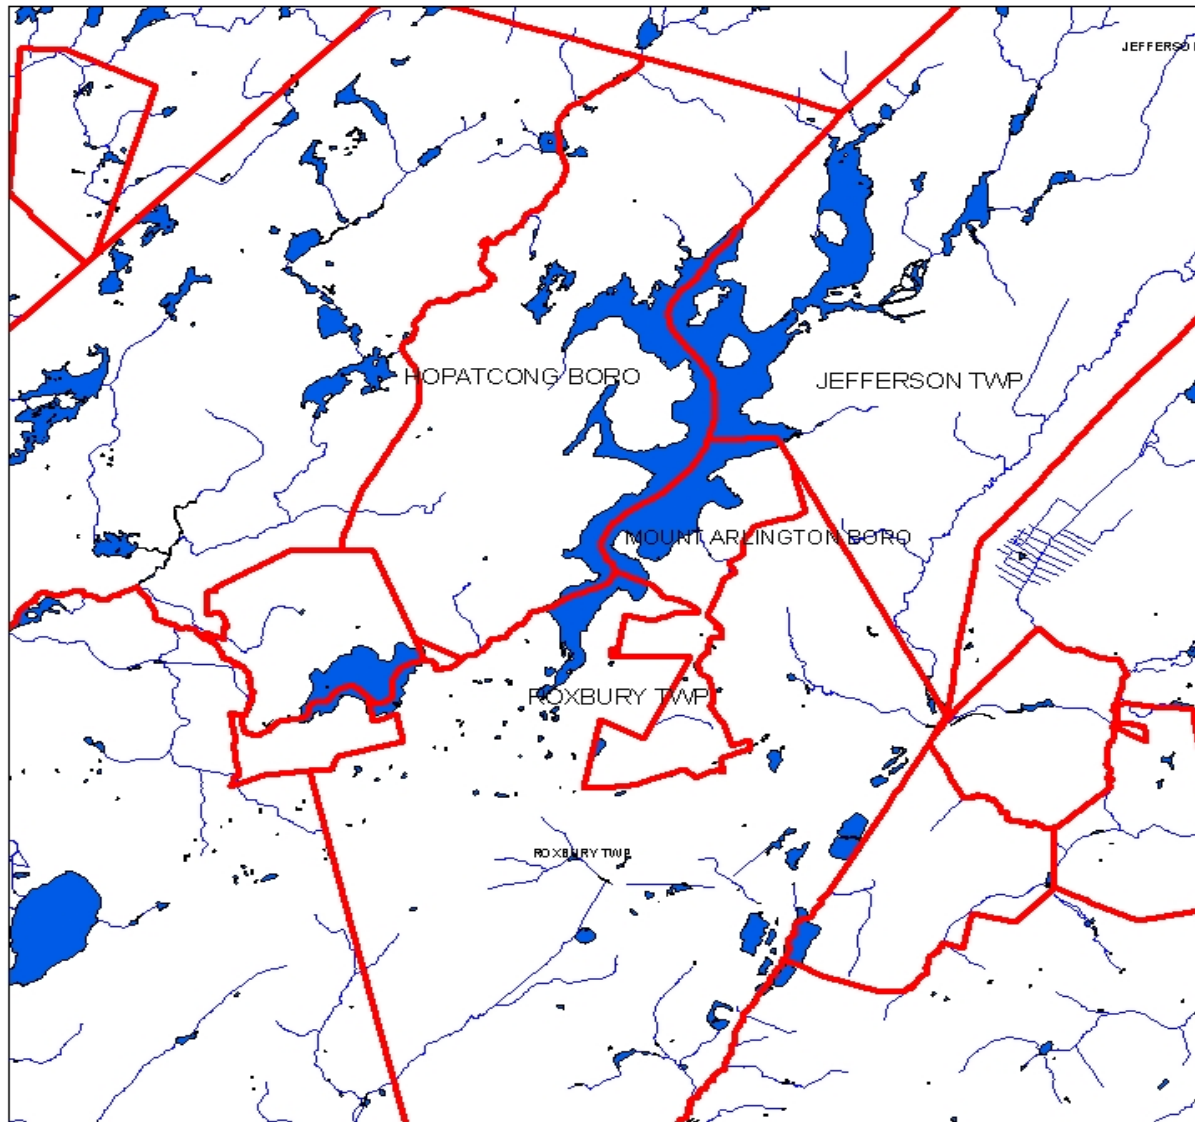 JEFFERSO
HOPATCONG BORO
JEFFERSON TWP
MOUNT ARLINGTON BORO
ROXBURY TWP
ROXBURY TWP